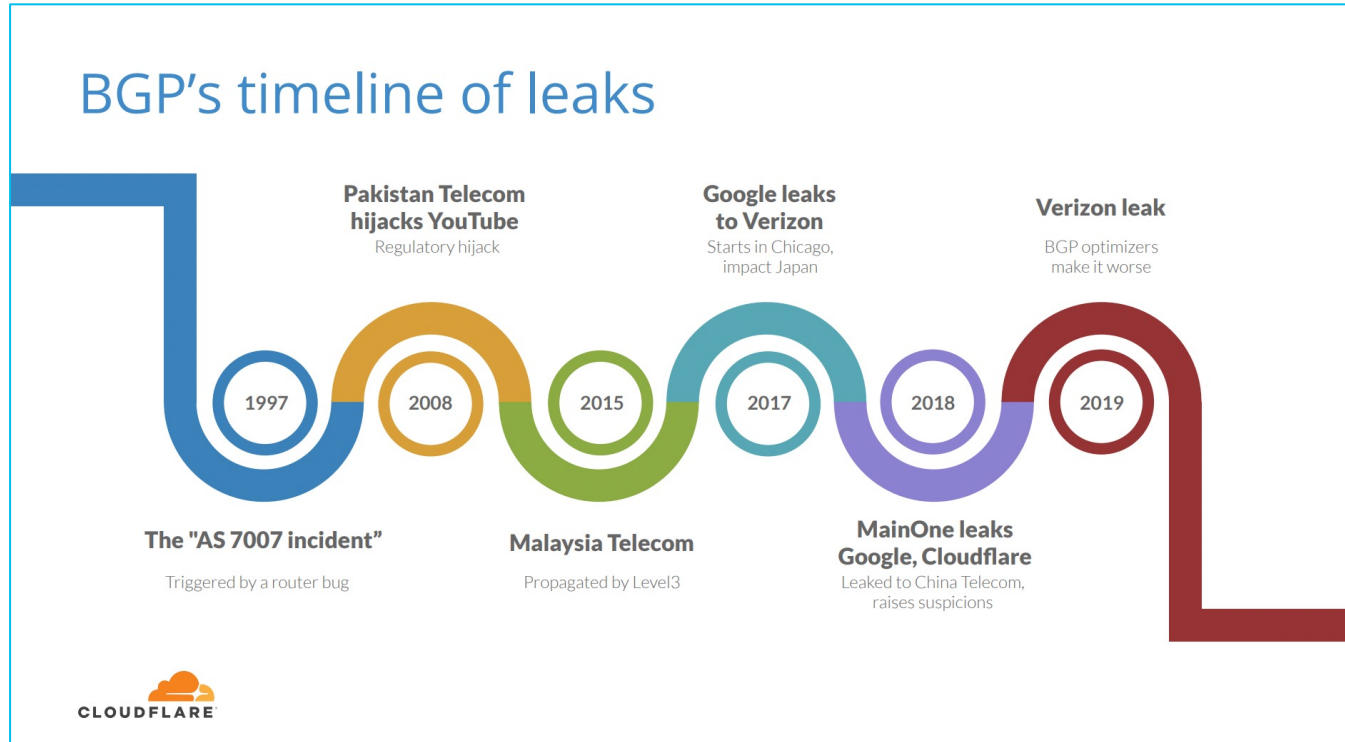 BGP’s timeline of leaks
Pakistan Telecom
hijacks YouTube
Regulatory hijack
Google leaks
to Verizon
Starts in Chicago,
impact Japan
Verizon leak
BGP optimizers
make it worse
1997
2008
2015
2017
2018
2019
The "AS 7007 incident”
Triggered by a router bug
Malaysia Telecom
Propagated by Level3
MainOne leaks
Google, Cloudflare
Leaked to China Telecom,
raises suspicions
CLOUDFLARE